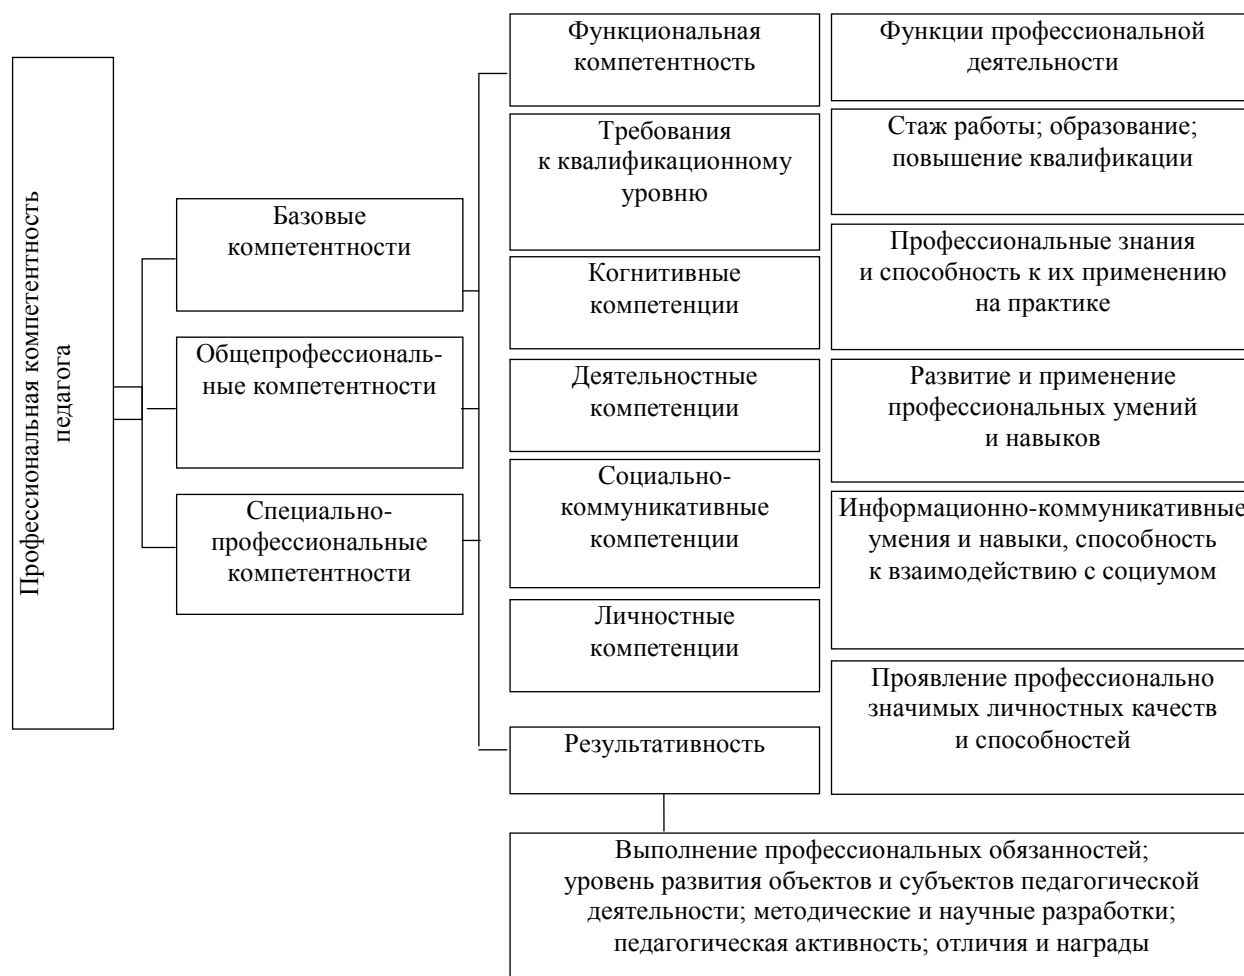 Профессиональная компетентность
педагога
Базовые
компетентности
Общепрофессиональ-
ные компетентности
Специально-
профессиональные
компетентности
Функциональная
компетентность
Требования
к квалификационному
уровню
Когнитивные
компетенции
Деятельностные
компетенции
Социально-
коммуникативные
компетенции
Личностные
компетенции
Результативность
Функции профессиональной
деятельности
Стаж работы; образование;
повышение квалификации
Профессиональные знания
и способность к их применению
на практике
Развитие и применение
профессиональных умений
и навыков
Информационно-коммуникативные
умения и навыки, способность
к взаимодействию с социумом
Проявление профессионально
значимых личностных качеств
и способностей
Выполнение профессиональных обязанностей;
уровень развития объектов и субъектов педагогической
деятельности; методические и научные разработки;
педагогическая активность; отличия и награды